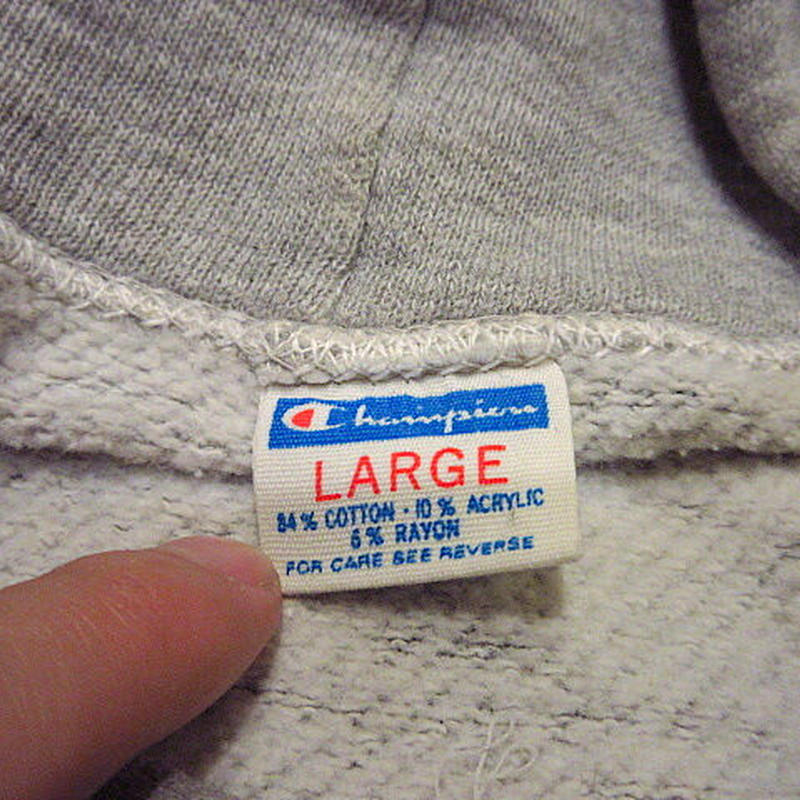 Champion
LARGE
84% COTTON · 10% ACRYLIC
6% RAYON
FOR CARE SEE REVERSE